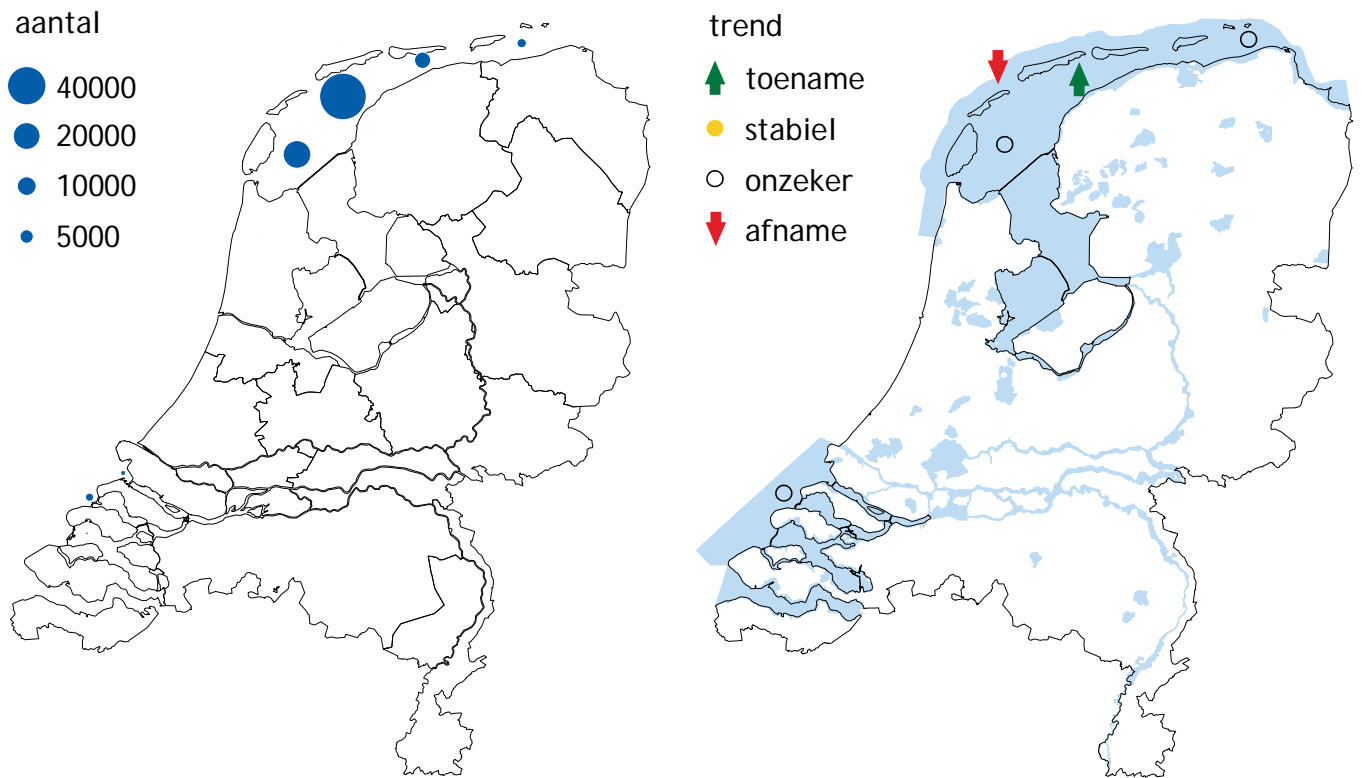 aantal
40000
20000
10000
5000
trend
toename
stabiel
onzeker
afname